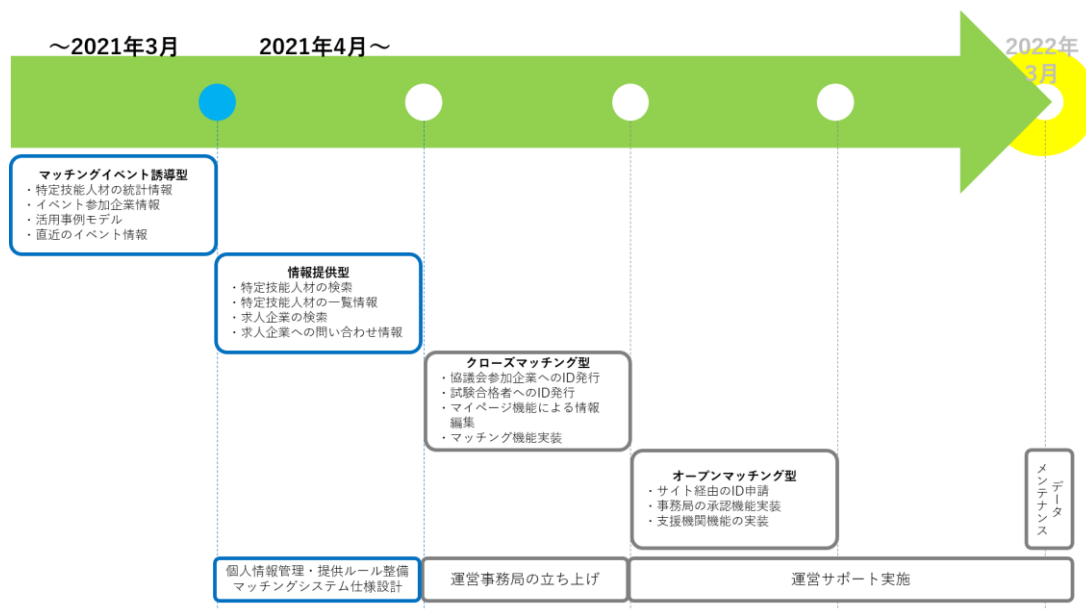 ～2021年3月
2021年4月～
2022年
3月
マッチングイベント誘導型
・特定技能人材の統計情報
・イベント参加企業情報
・活用事例モデル
・直近のイベント情報
情報提供型
・特定技能人材の検索
・特定技能人材の一覧情報
・求人企業の検索
・求人企業への問い合わせ情報
クローズマッチング型
・協議会参加企業へのID発行
・試験合格者へのID発行
・マイページ機能による情報
編集
・マッチング機能実装
オープンマッチング型
・サイト経由のID申請
・事務局の承認機能実装
・支援機関機能の実装
データ
メンテナンス
個人情報管理・提供ルール整備
マッチングシステム仕様設計
運営事務局の立ち上げ
運営サポート実施